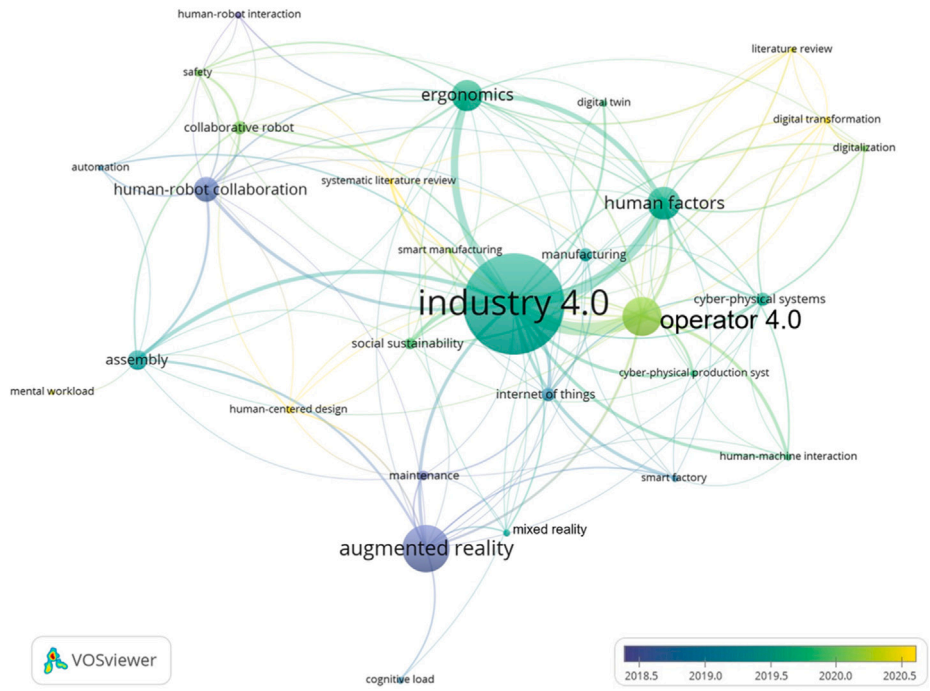 human-robot interaction
literature review
safety
ergonomics
digital twin
digital transformation
collaborative robot
digitalization
automation
systematic literature review
human-robot collaboration
human factors
smart manufacturing
manufacturing
industry 4.0
cyber-physical systems
operator 4.0
social sustainability
assembly
cyber-physical production syst
mental workload
internet of things
human-centered design
human-machine interaction
maintenance
smart factory
mixed reality
augmented reality
cognitive load
VOSviewer
2018.5 2019.0 2019.5 2020.0 2020.5